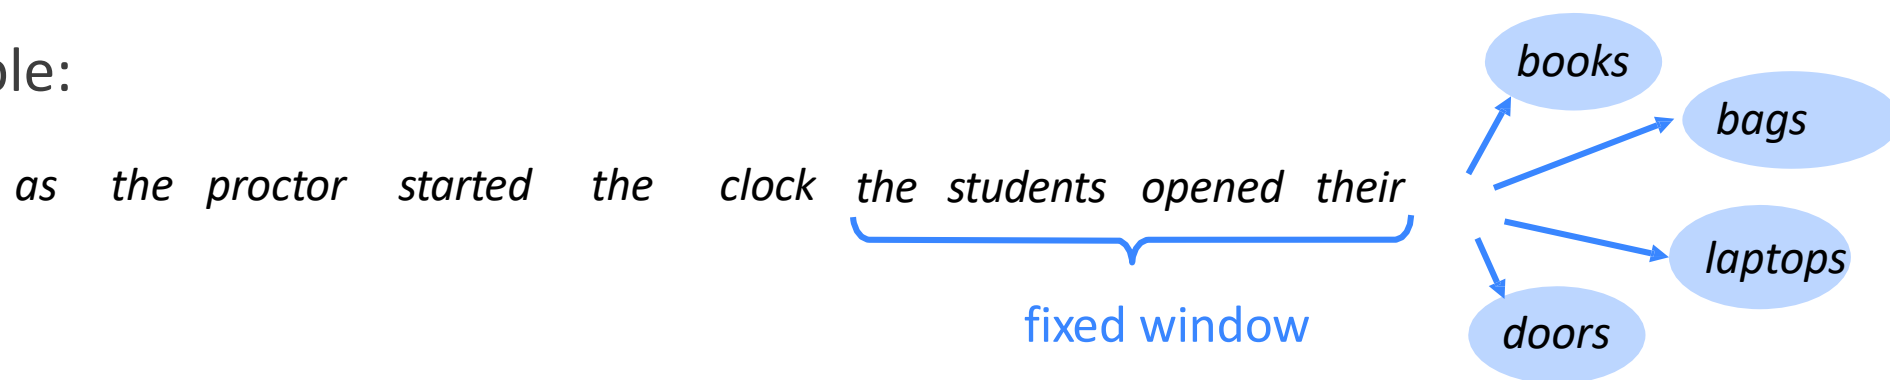 ple:
as the proctor started the clock the students opened their
books
bags
laptops
doors
fixed window